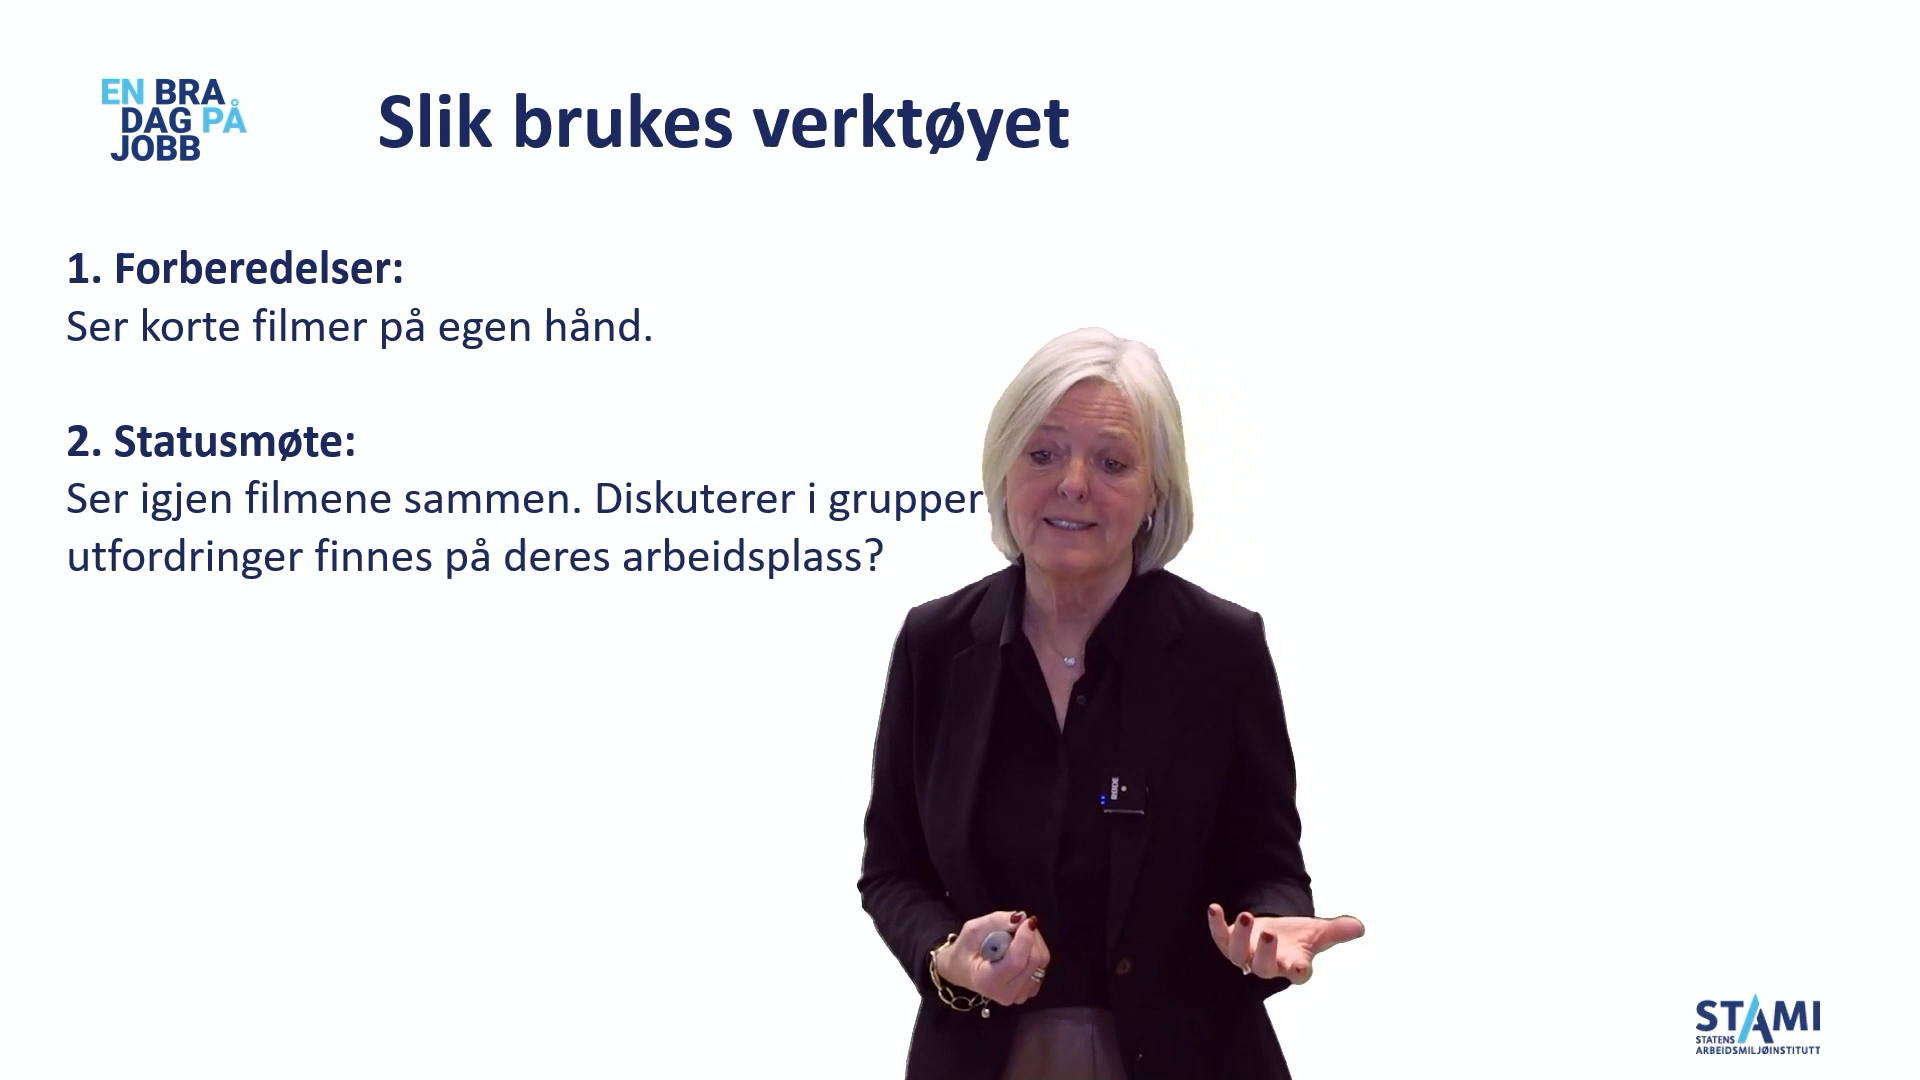 EN BRA
DAG PÅ
JOBB
Slik brukes verktøyet
1. Forberedelser:
Ser korte filmer på egen hånd.
2. Statusmøte:
Ser igjen filmene sammen. Diskuterer i grupper
utfordringer finnes på deres arbeidsplass?
RØDE
STAMI
STATENS
ARBEIDSMILJØINSTITUTT